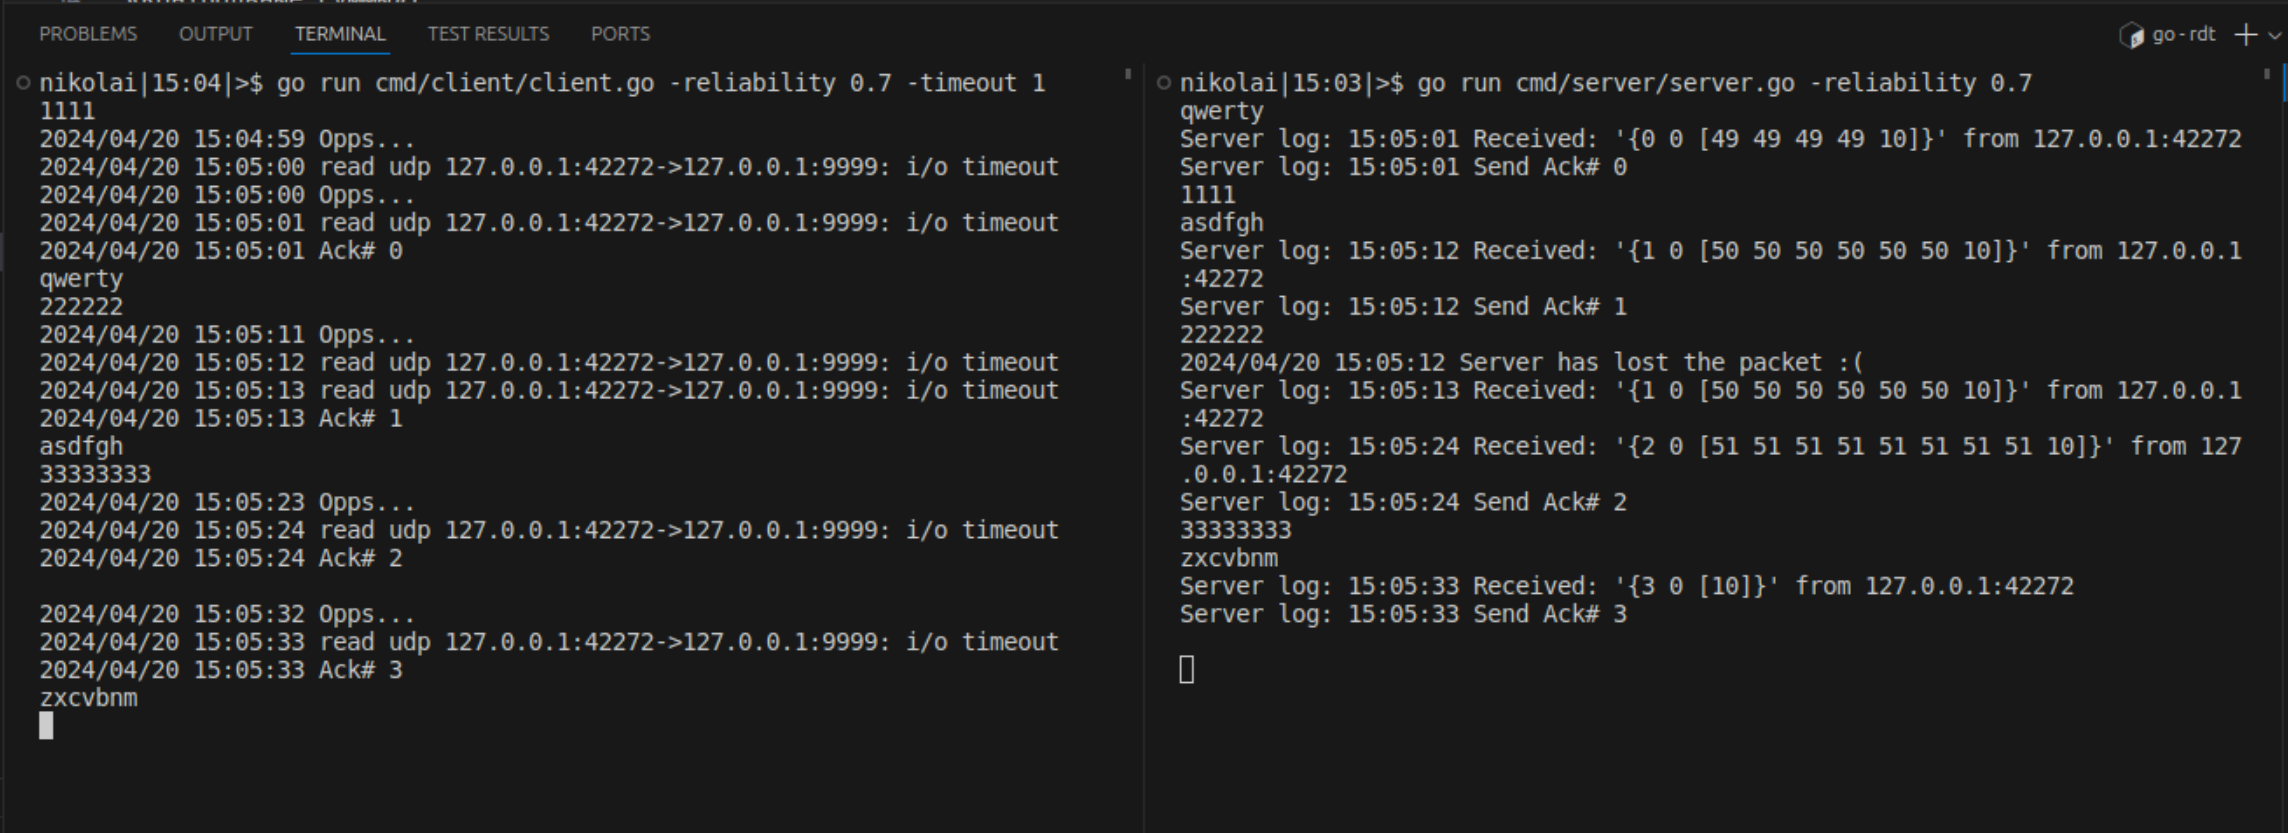 PROBLEMS OUTPUT TERMINAL TEST RESULTS PORTS
go - rdt
nikolai|15:04|>$ go run cmd/client/client.go -reliability 0.7 -timeout 1
1111
2024/04/20 15:04:59 Opps...
2024/04/20 15:05:00 read udp 127.0.0.1:42272->127.0.0.1:9999: i/o timeout
2024/04/20 15:05:00 Opps...
2024/04/20 15:05:01 read udp 127.0.0.1:42272->127.0.0.1:9999: i/o timeout
2024/04/20 15:05:01 Ack# 0
qwerty
222222
2024/04/20 15:05:11 Opps...
2024/04/20 15:05:12 read udp 127.0.0.1:42272->127.0.0.1:9999: i/o timeout
2024/04/20 15:05:13 read udp 127.0.0.1:42272->127.0.0.1:9999: i/o timeout
2024/04/20 15:05:13 Ack# 1
asdfgh
33333333
2024/04/20 15:05:23 Opps...
2024/04/20 15:05:24 read udp 127.0.0.1:42272->127.0.0.1:9999: i/o timeout
2024/04/20 15:05:24 Ack# 2
2024/04/20 15:05:32 Opps...
2024/04/20 15:05:33 read udp 127.0.0.1:42272->127.0.0.1:9999: i/o timeout
2024/04/20 15:05:33 Ack# 3
zxcvbnm
nikolai|15:03|>$ go run cmd/server/server.go -reliability 0.7
qwerty
Server log: 15:05:01 Received: '{0 0 [49 49 49 49 10]}' from 127.0.0.1:42272
Server log: 15:05:01 Send Ack# 0
1111
asdfgh
Server log: 15:05:12 Received: '{1 0 [50 50 50 50 50 50 10]}' from 127.0.0.1
:42272
Server log: 15:05:12 Send Ack# 1
222222
2024/04/20 15:05:12 Server has lost the packet :(
Server log: 15:05:13 Received: '{1 0 [50 50 50 50 50 50 10]}' from 127.0.0.1
:42272
Server log: 15:05:24 Received: '{2 0 [51 51 51 51 51 51 51 51 10]}' from 127
.0.0.1:42272
Server log: 15:05:24 Send Ack# 2
33333333
zxcvbnm
Server log: 15:05:33 Received: '{3 0 [10]}' from 127.0.0.1:42272
Server log: 15:05:33 Send Ack# 3